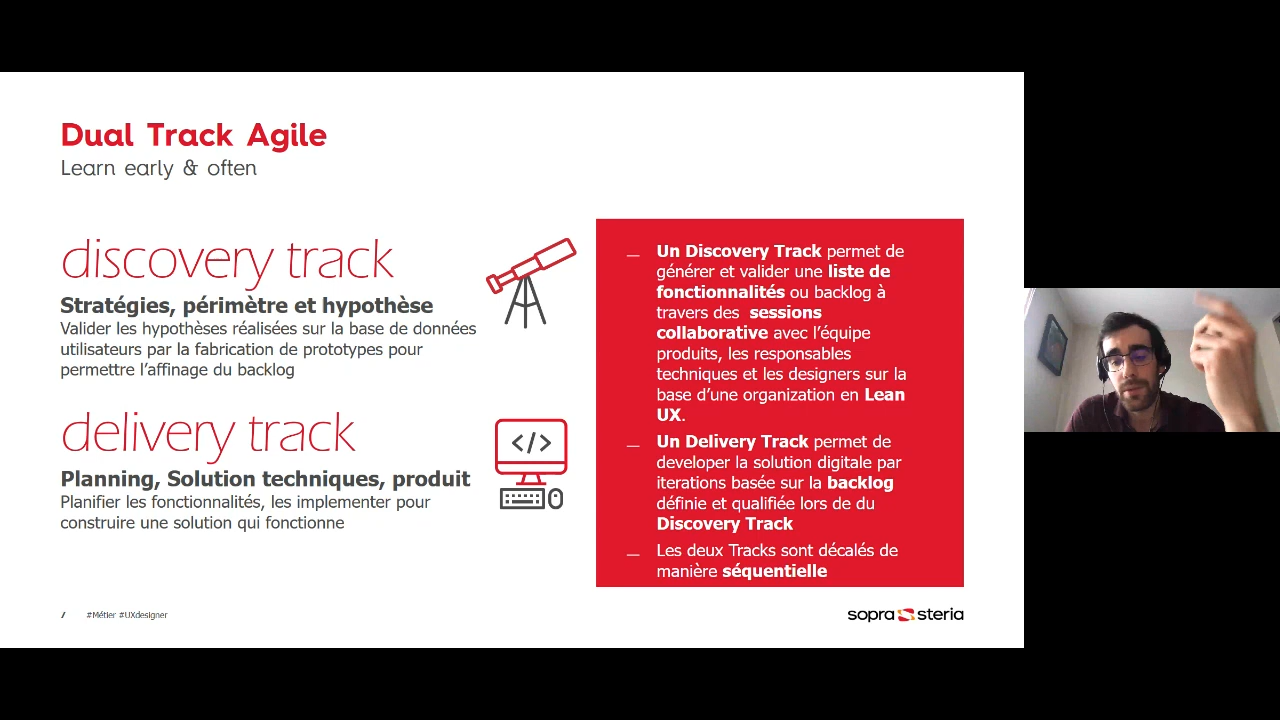 Dual Track Agile
Learn early & often
discovery track
Stratégies, périmètre et hypothèse
Valider les hypothèses réalisées sur la base de données
utilisateurs par la fabrication de prototypes pour
permettre l’affinage du backlog
delivery track
Planning, Solution techniques, produit
Planifier les fonctionnalités, les implementer pour
construire une solution qui fonctionne
</>
— Un Discovery Track permet de
générer et valider une liste de
fonctionnalités ou backlog à
travers des sessions
collaborative avec l’équipe
produits, les responsables
techniques et les designers sur la
base d’une organization en Lean
UX.
— Un Delivery Track permet de
developer la solution digitale par
iterations basée sur la backlog
définie et qualifiée lors de du
Discovery Track
— Les deux Tracks sont décalés de
manière séquentielle
/ #Métier #UXdesigner
sopra steria